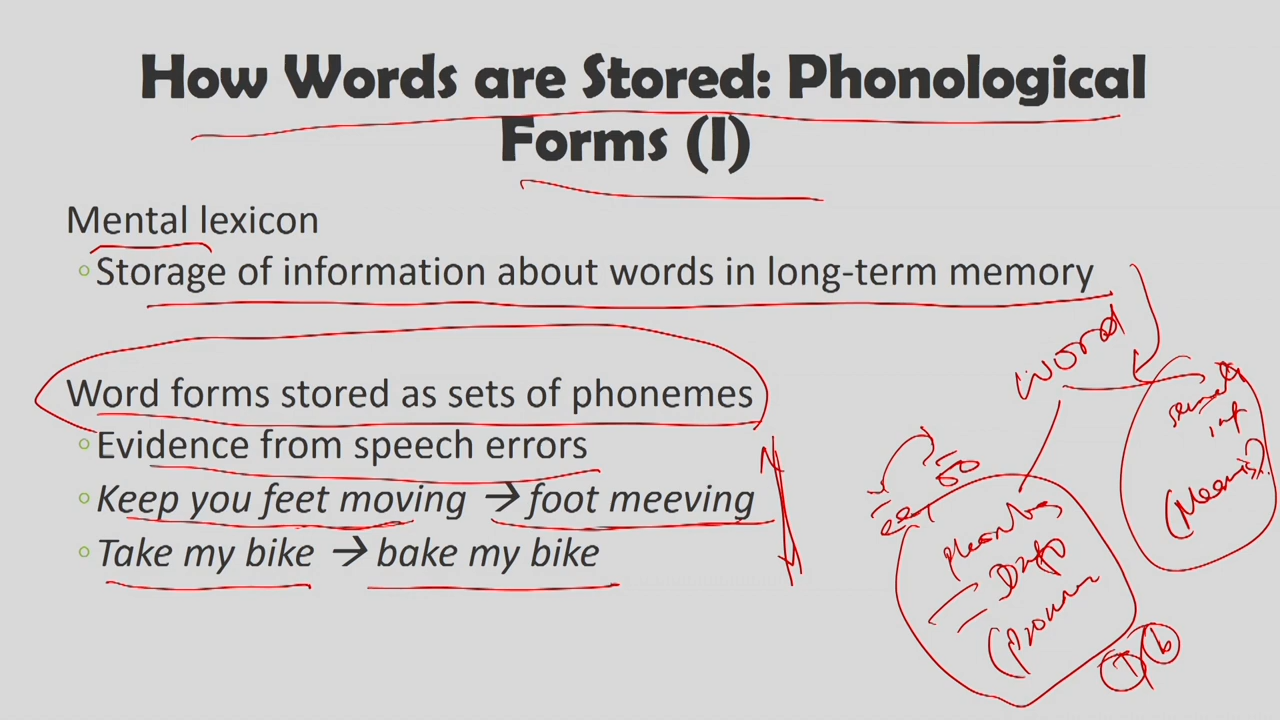 How Words are Stored: Phonological
Forms (I)
Mental lexicon
◦Storage of information about words in long-term memory
Word forms stored as sets of phonemes
◦Evidence from speech errors
◦Keep you feet moving → foot meeving
◦Take my bike → bake my bike
word
inf
b